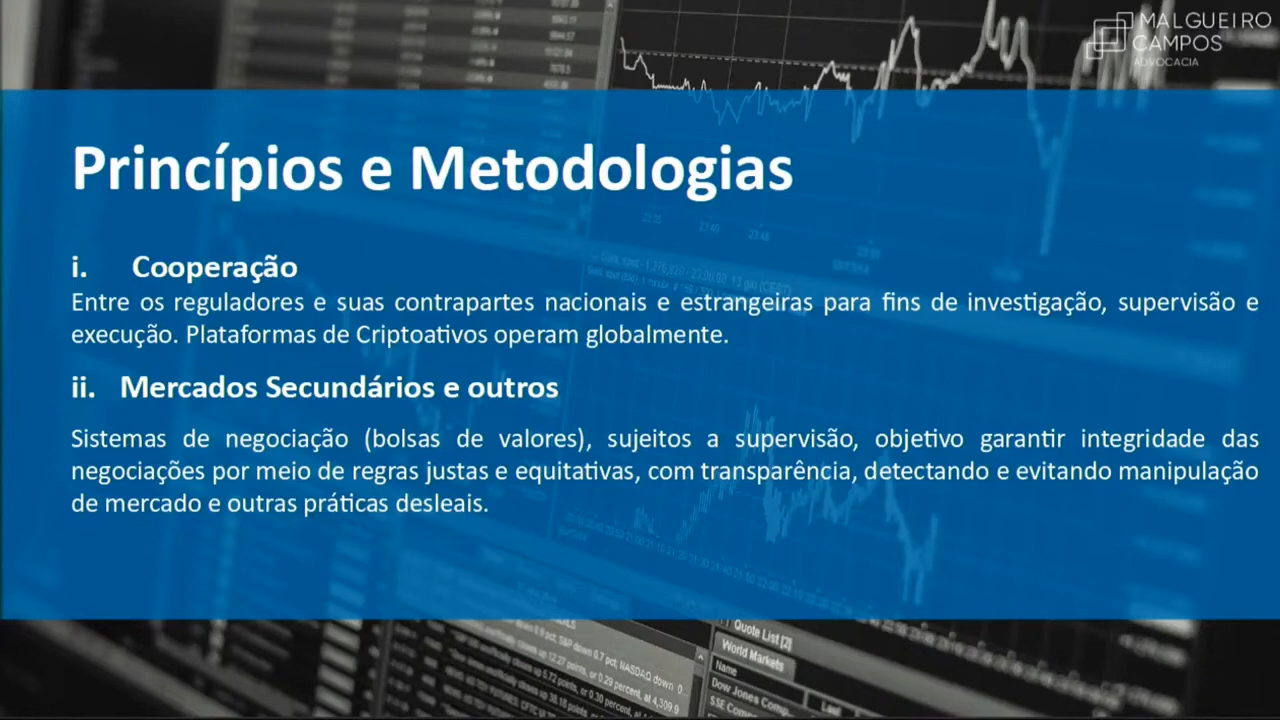 MALGUEIRO
CAMPOS
ADVOCACIA
Princípios e Metodologias
i. Cooperação
Entre os reguladores e suas contrapartes nacionais e estrangeiras para fins de investigação, supervisão e
execução. Plataformas de Criptoativos operam globalmente.
ii. Mercados Secundários e outros
Sistemas de negociação (bolsas de valores), sujeitos a supervisão, objetivo garantir integridade das
negociações por meio de regras justas e equitativas, com transparência, detectando e evitando manipulação
de mercado e outras práticas desleais.
Quote List [2]
World Markets
Name
Dow Jones Comp...